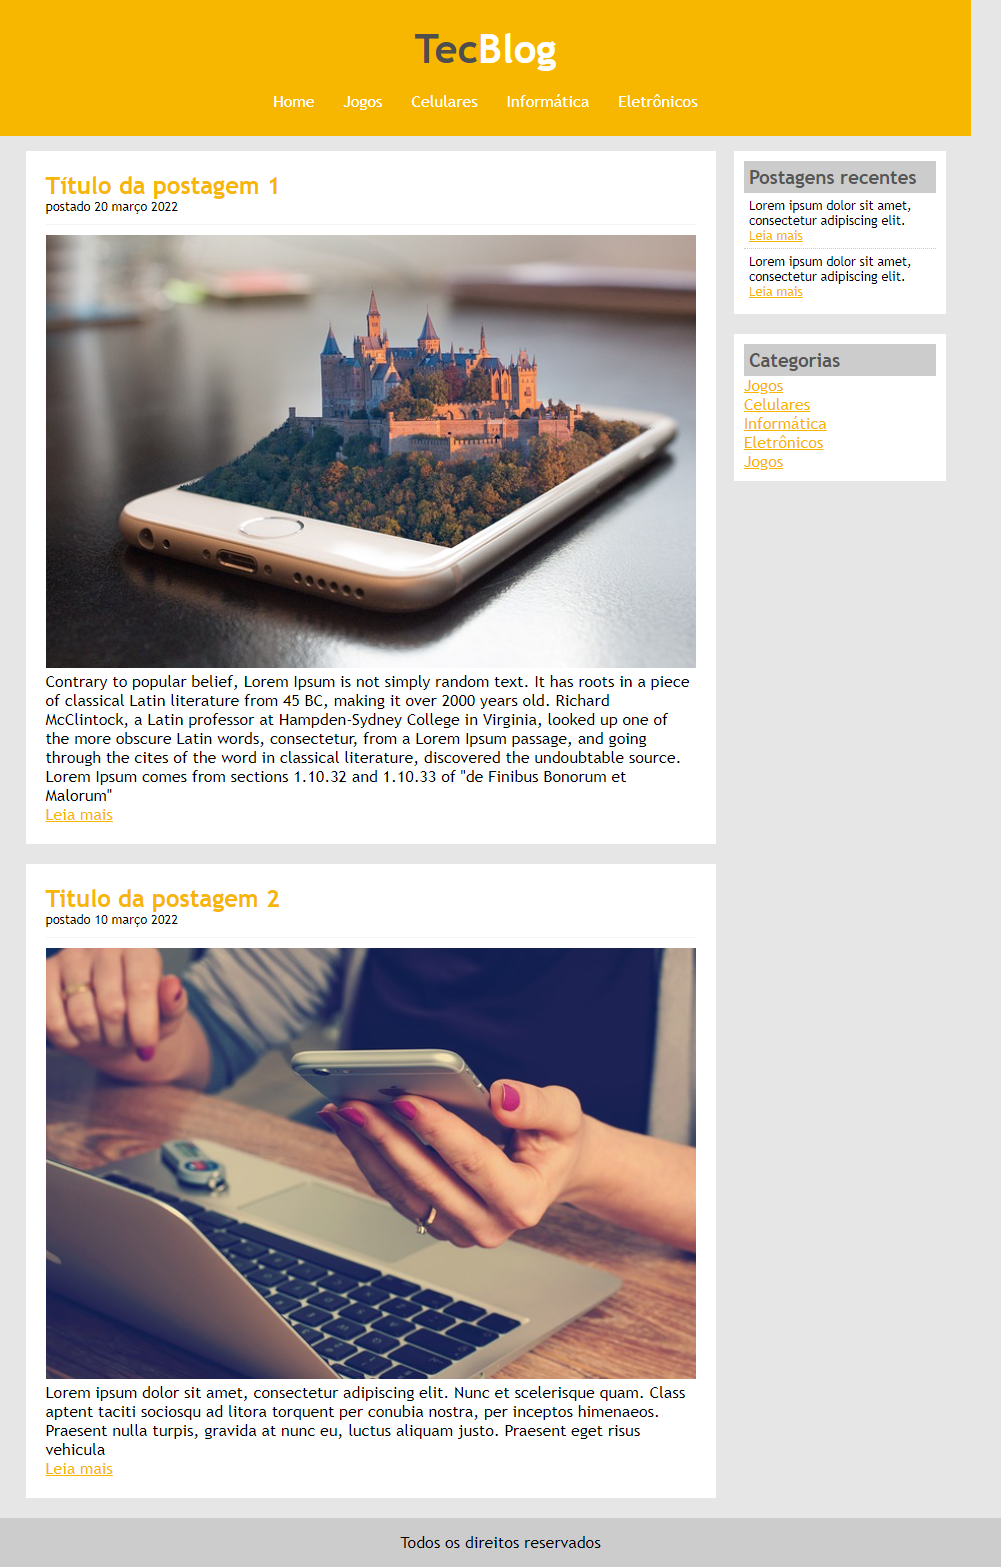 TecBlog
Home Jogos Celulares Informática Eletrônicos
Título da postagem 1
postado 20 março 2022
Contrary to popular belief, Lorem Ipsum is not simply random text. It has roots in a piece
of classical Latin literature from 45 BC, making it over 2000 years old. Richard
McClintock, a Latin professor at Hampden-Sydney College in Virginia, looked up one of
the more obscure Latin words, consectetur, from a Lorem Ipsum passage, and going
through the cites of the word in classical literature, discovered the undoubtable source.
Lorem Ipsum comes from sections 1.10.32 and 1.10.33 of "de Finibus Bonorum et
Malorum"
Leia mais
Título da postagem 2
postado 10 março 2022
Lorem ipsum dolor sit amet, consectetur adipiscing elit. Nunc et scelerisque quam. Class
aptent taciti sociosqu ad litora torquent per conubia nostra, per inceptos himenaeos.
Praesent nulla turpis, gravida at nunc eu, luctus aliquam justo. Praesent eget risus
vehicula
Leia mais
Postagens recentes
Lorem ipsum dolor sit amet,
consectetur adipiscing elit.
Leia mais
Lorem ipsum dolor sit amet,
consectetur adipiscing elit.
Leia mais
Categorias
Jogos
Celulares
Informática
Eletrônicos
Jogos
Todos os direitos reservados